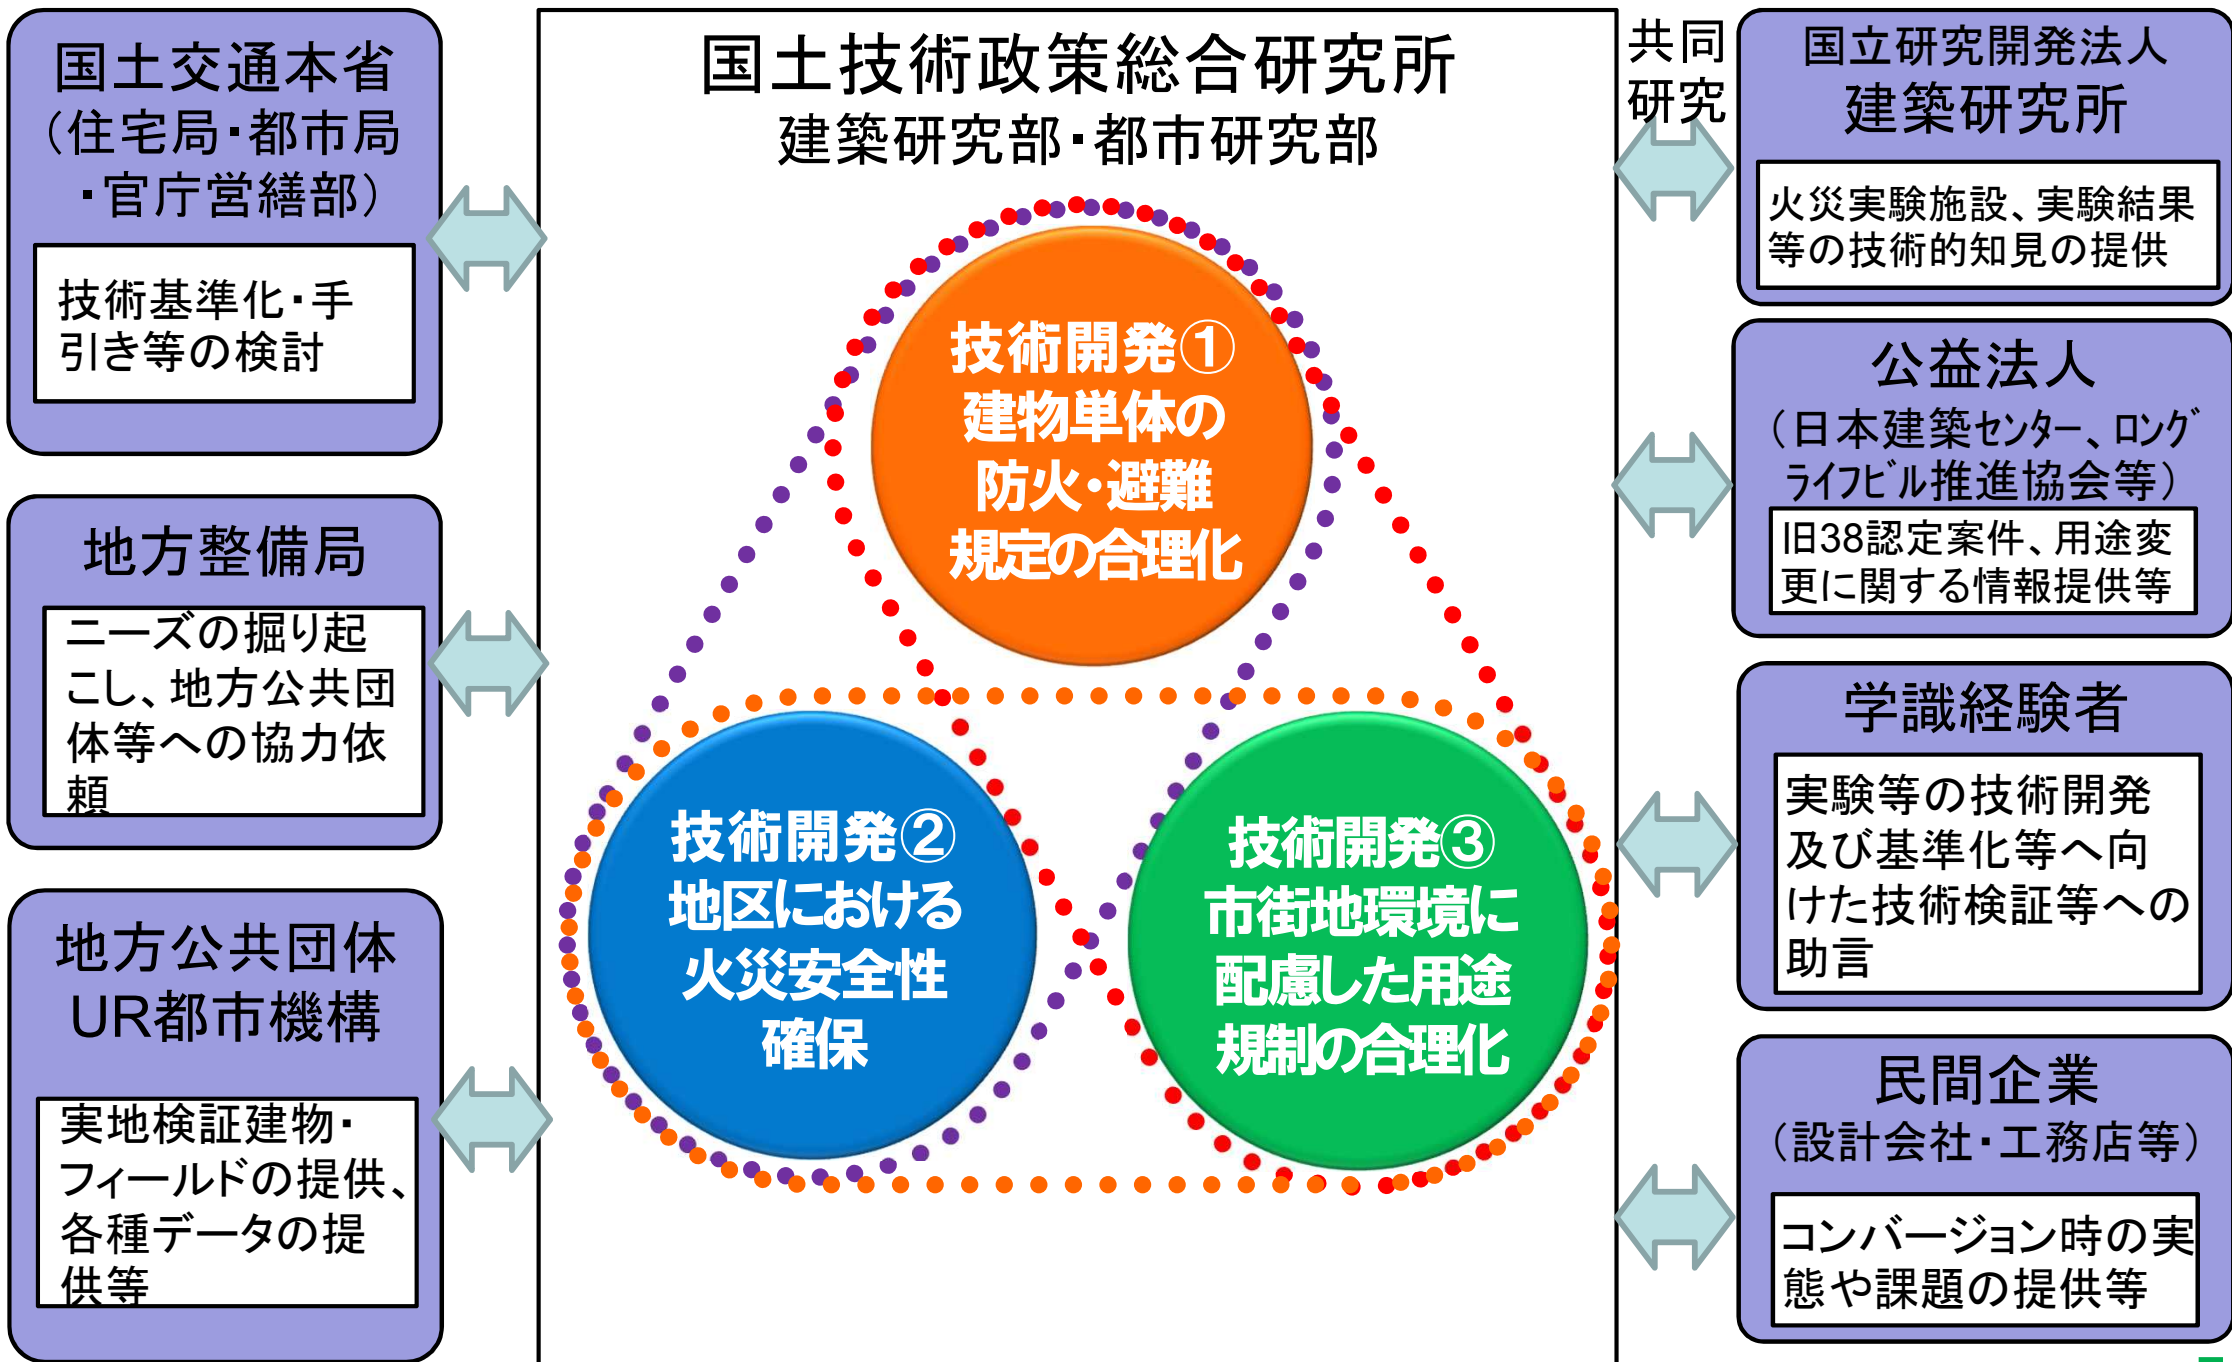 国土交通本省
（住宅局・都市局
・官庁営繕部）
技術基準化・手
引き等の検討
地方整備局
ニーズの掘り起
こし、地方公共団
体等への協力依
頼
地方公共団体
UR都市機構
実地検証建物・
フィールドの提供、
各種データの提
供等
国土技術政策総合研究所
建築研究部・都市研究部
技術開発①
建物単体の
防火・避難
規定の合理化
技術開発②
地区における
火災安全性
確保
技術開発③
市街地環境に
配慮した用途
規制の合理化
共同
研究
国立研究開発法人
建築研究所
火災実験施設、実験結果
等の技術的知見の提供
公益法人
（日本建築ｾﾝﾀｰ、ﾛﾝｸﾞ
ﾗｲﾌﾋﾞﾙ推進協会等）
旧38認定案件、用途変
更に関する情報提供等
学識経験者
実験等の技術開発
及び基準化等へ向
けた技術検証等への
助言
民間企業
（設計会社・工務店等）
コンバージョン時の実
態や課題の提供等